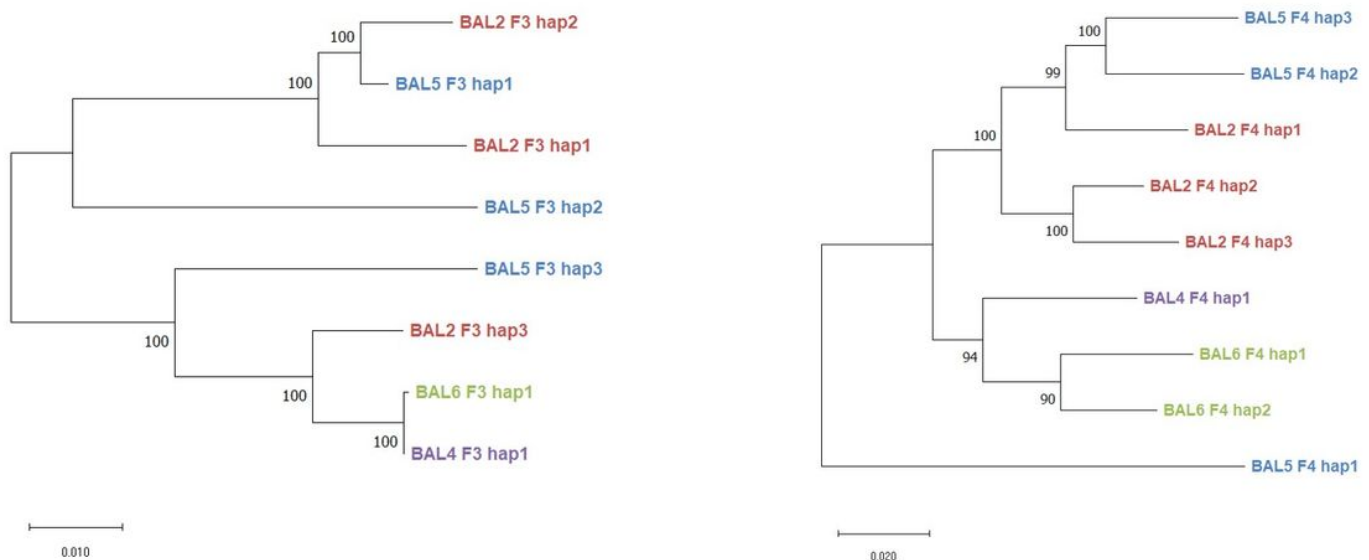 BAL2 F3 hap2
100
100
BAL5 F3 hap1
BAL2 F3 hap1
BAL5 F3 hap2
BAL5 F3 hap3
100
BAL2 F3 hap3
100
BAL6 F3 hap1
100
BAL4 F3 hap1
0.010
BAL5 F4 hap3
100
99
BAL5 F4 hap2
BAL2 F4 hap1
100
BAL2 F4 hap2
100
BAL2 F4 hap3
BAL4 F4 hap1
94
BAL6 F4 hap1
90
BAL6 F4 hap2
BAL5 F4 hap1
0.020